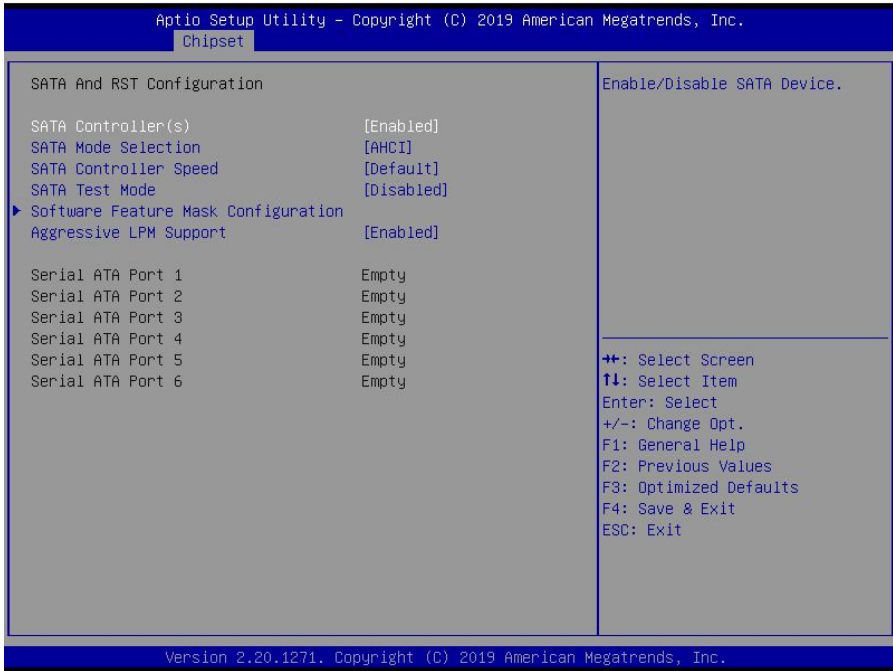 Aptio Setup Utility – Copyright (C) 2019 American Megatrends, Inc.
Chipset
SATA And RST Configuration
SATA Controller(s) [Enabled]
SATA Mode Selection [AHCI]
SATA Controller Speed [Default]
SATA Test Mode [Disabled]
Software Feature Mask Configuration
Aggressive LPM Support [Enabled]
Serial ATA Port 1 Empty
Serial ATA Port 2 Empty
Serial ATA Port 3 Empty
Serial ATA Port 4 Empty
Serial ATA Port 5 Empty
Serial ATA Port 6 Empty
Enable/Disable SATA Device.
→←: Select Screen
↑↓: Select Item
Enter: Select
+/-: Change Opt.
F1: General Help
F2: Previous Values
F3: Optimized Defaults
F4: Save & Exit
ESC: Exit
Version 2.20.1271. Copyright (C) 2019 American Megatrends, Inc.